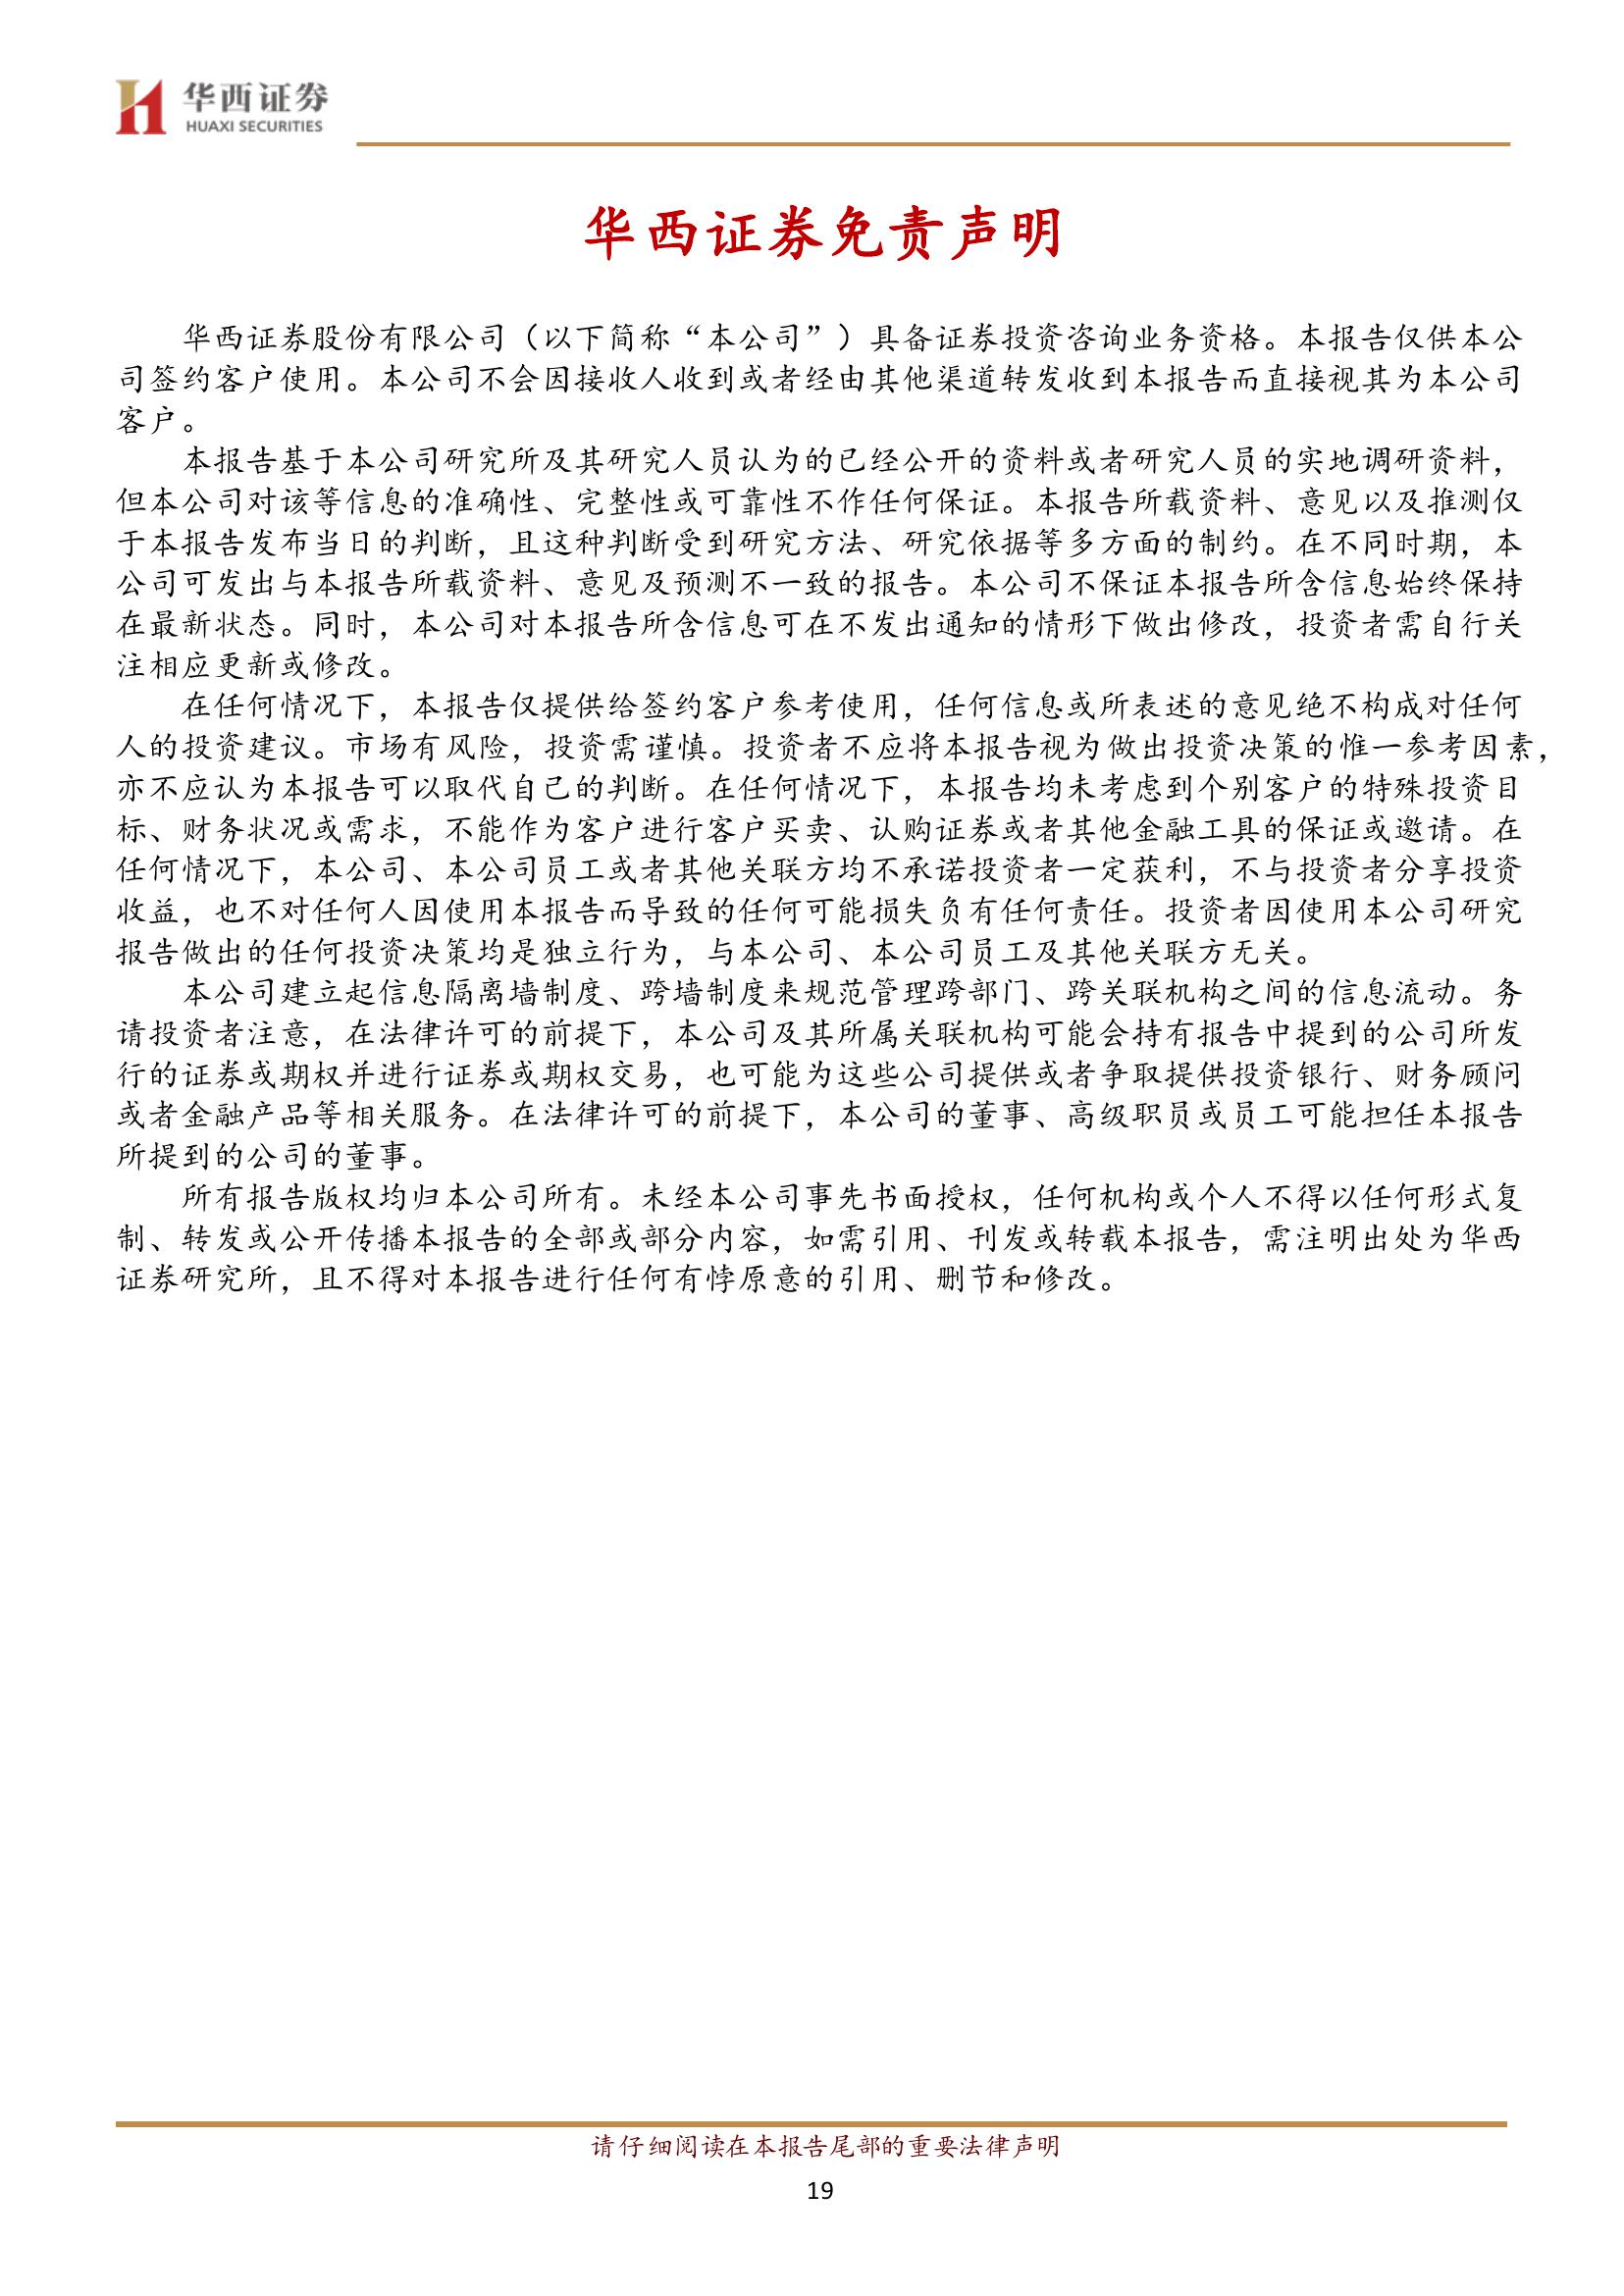 华西证券
HUAXI SECURITIES
华西证券免责声明
华西证券股份有限公司（以下简称“本公司”）具备证券投资咨询业务资格。本报告仅供本公
司签约客户使用。本公司不会因接收人收到或者经由其他渠道转发收到本报告而直接视其为本公司
客户。
本报告基于本公司研究所及其研究人员认为的已经公开的资料或者研究人员的实地调研资料，
但本公司对该等信息的准确性、完整性或可靠性不作任何保证。本报告所载资料、意见以及推测仅
于本报告发布当日的判断，且这种判断受到研究方法、研究依据等多方面的制约。在不同时期，本
公司可发出与本报告所载资料、意见及预测不一致的报告。本公司不保证本报告所含信息始终保持
在最新状态。同时，本公司对本报告所含信息可在不发出通知的情形下做出修改，投资者需自行关
注相应更新或修改。
在任何情况下，本报告仅提供给签约客户参考使用，任何信息或所表述的意见绝不构成对任何
人的投资建议。市场有风险，投资需谨慎。投资者不应将本报告视为做出投资决策的惟一参考因素，
亦不应认为本报告可以取代自己的判断。在任何情况下，本报告均未考虑到个别客户的特殊投资目
标、财务状况或需求，不能作为客户进行客户买卖、认购证券或者其他金融工具的保证或邀请。在
任何情况下，本公司、本公司员工或者其他关联方均不承诺投资者一定获利，不与投资者分享投资
收益，也不对任何人因使用本报告而导致的任何可能损失负有任何责任。投资者因使用本公司研究
报告做出的任何投资决策均是独立行为，与本公司、本公司员工及其他关联方无关。
本公司建立起信息隔离墙制度、跨墙制度来规范管理跨部门、跨关联机构之间的信息流动。务
请投资者注意，在法律许可的前提下，本公司及其所属关联机构可能会持有报告中提到的公司所发
行的证券或期权并进行证券或期权交易，也可能为这些公司提供或者争取提供投资银行、财务顾问
或者金融产品等相关服务。在法律许可的前提下，本公司的董事、高级职员或员工可能担任本报告
所提到的公司的董事。
所有报告版权均归本公司所有。未经本公司事先书面授权，任何机构或个人不得以任何形式复
制、转发或公开传播本报告的全部或部分内容，如需引用、刊发或转载本报告，需注明出处为华西
证券研究所，且不得对本报告进行任何有悖原意的引用、删节和修改。
请仔细阅读在本报告尾部的重要法律声明
19